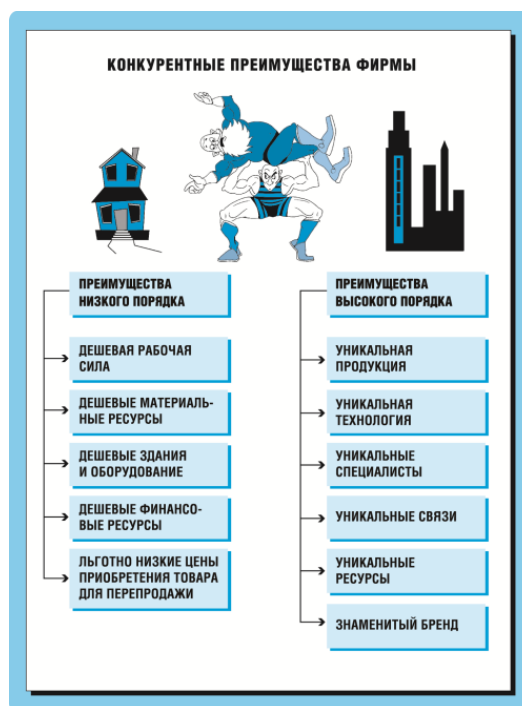 КОНКУРЕНТНЫЕ ПРЕИМУЩЕСТВА ФИРМЫ
ПРЕИМУЩЕСТВА
НИЗКОГО ПОРЯДКА
ДЕШЕВАЯ РАБОЧАЯ
СИЛА
ДЕШЕВЫЕ МАТЕРИАЛЬ-
НЫЕ РЕСУРСЫ
ДЕШЕВЫЕ ЗДАНИЯ
И ОБОРУДОВАНИЕ
ДЕШЕВЫЕ ФИНАНСО-
ВЫЕ РЕСУРСЫ
ЛЬГОТНО НИЗКИЕ ЦЕНЫ
ПРИОБРЕТЕНИЯ ТОВАРА
ДЛЯ ПЕРЕПРОДАЖИ
ПРЕИМУЩЕСТВА
ВЫСОКОГО ПОРЯДКА
УНИКАЛЬНАЯ
ПРОДУКЦИЯ
УНИКАЛЬНАЯ
ТЕХНОЛОГИЯ
УНИКАЛЬНЫЕ
СПЕЦИАЛИСТЫ
УНИКАЛЬНЫЕ СВЯЗИ
УНИКАЛЬНЫЕ
РЕСУРСЫ
ЗНАМЕНИТЫЙ БРЕНД